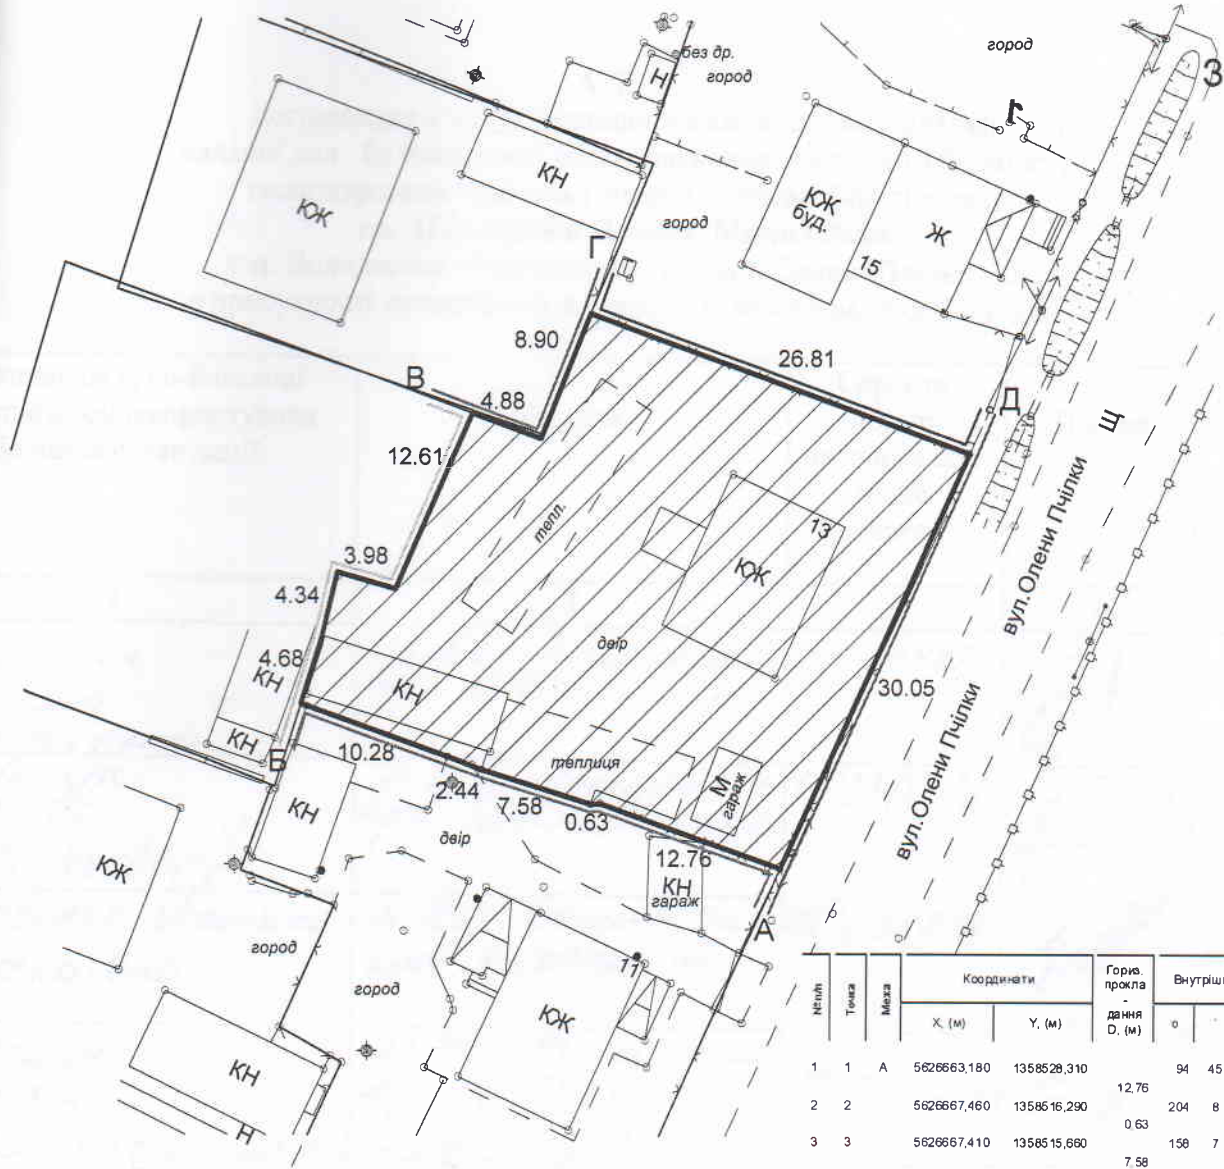 город
З
без др.
Н
к
город
г
КН
КЖ
КЖ
буд.
город
Ж
15
Г
П
8.90
26.81
В
4.88
Д
Щ
12.61
тепл.
13
вул.Олени Пчілки
3.98
КЖ
4.34
двір
4.68
КН
КН
30.05
КН
Б
10.28
теплиця
М
гараж
вул.Олени Пчілки
2.44
7.58
0.63
КН
двір
12.76
КН
гараж
КЖ
А
город
11
город
КЖ
КН
Н
№п/п Точка Межа Координати Гориз. прокла - дання D, (м) Внутріш
X, (м) Y, (м) о '
1 1 А 5626663,180 1358528,310 94 45
12,76
2 2 5626667,460 1358516,290 204 8
0,63
3 3 5626667,410 1358515,660 158 7
7,58